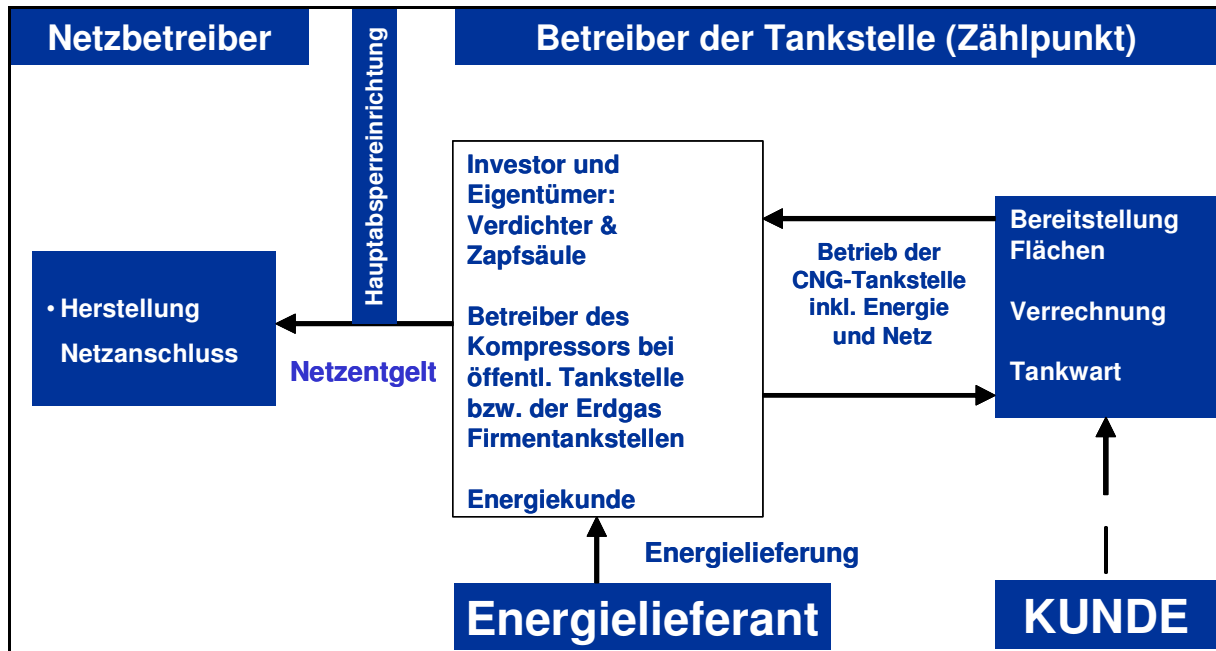 Netzbetreiber
Hauptabsperreinrichtung
Betreiber der Tankstelle (Zählpunkt)
• Herstellung
Netzanschluss
Netzentgelt
Investor und
Eigentümer:
Verdichter &
Zapfsäule
Betreiber des
Kompressors bei
öffentl. Tankstelle
bzw. der Erdgas
Firmentankstellen
Energiekunde
Betrieb der
CNG-Tankstelle
inkl. Energie
und Netz
Bereitstellung
Flächen
Verrechnung
Tankwart
Energielieferung
Energielieferant
KUNDE